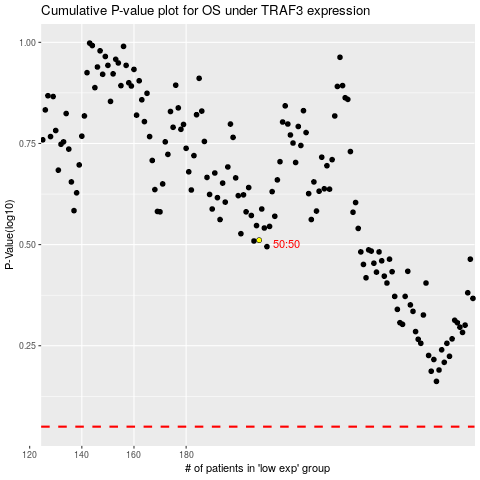 Cumulative P-value plot for OS under TRAF3 expression
P-Value(log10)
1.00
0.75
0.50
0.25
50:50
120 140 160 180
# of patients in 'low exp' group